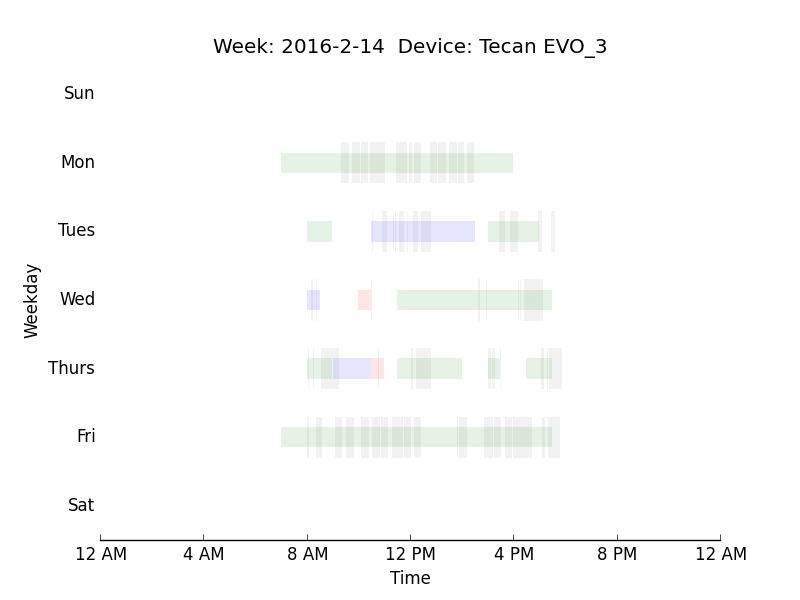 Week: 2016-2-14  Device: Tecan EVO_3
Sun
Mon
Tues
Wed
Thurs
Fri
Sat
Weekday
12 AM 4 AM 8 AM 12 PM 4 PM 8 PM 12 AM
Time